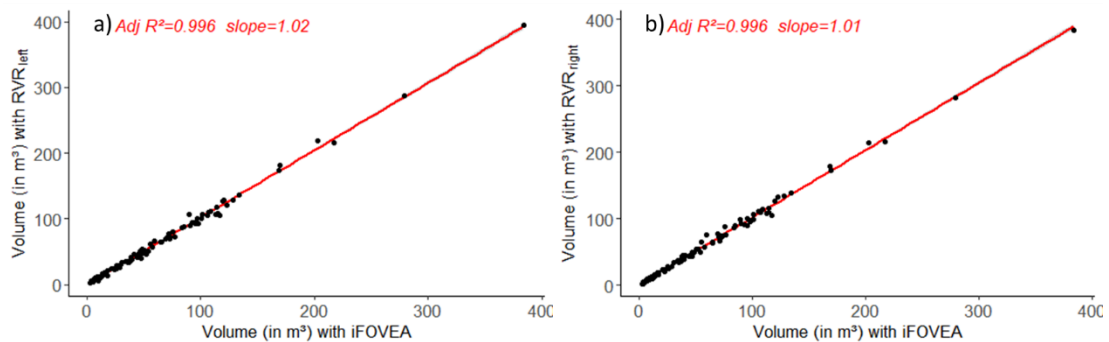 a) Adj R²=0.996 slope=1.02
Volume (in m³) with RVRleft
400
300
200
100
0
0 100 200 300 400
Volume (in m³) with iFOVEA
b) Adj R²=0.996 slope=1.01
Volume (in m³) with RVRright
400
300
200
100
0
0 100 200 300 400
Volume (in m³) with iFOVEA